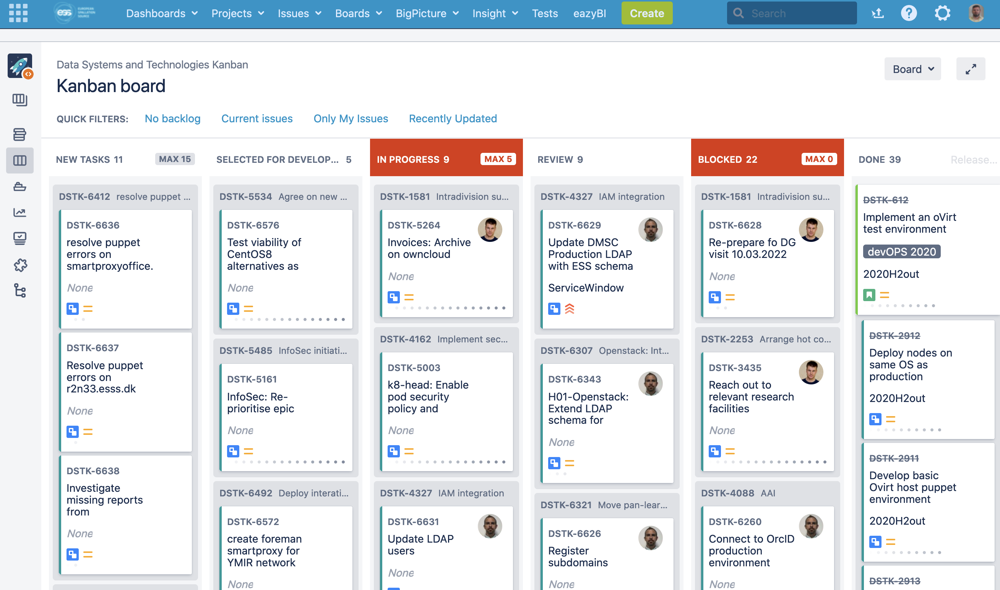 ess EUROPEAN SPALLATION SOURCE
Dashboards Projects Issues Boards BigPicture Insight Tests eazyBI Create Search
Data Systems and Technologies Kanban
Kanban board
Board
QUICK FILTERS: No backlog Current issues Only My Issues Recently Updated
NEW TASKS 11 MAX 15
DSTK-6412 resolve puppet ...
DSTK-6636
resolve puppet
errors on
smartproxyoffice.
None
DSTK-6637
Resolve puppet
errors on
r2n33.esss.dk
None
DSTK-6638
Investigate
missing reports
from
None
SELECTED FOR DEVELOP... 5
DSTK-5534 Agree on new ...
DSTK-6576
Test viability of
CentOS8
alternatives as
None
DSTK-5485 InfoSec initiati...
DSTK-5161
InfoSec: Re-
prioritise epic
None
DSTK-6492 Deploy interati...
DSTK-6572
create foreman
smartproxy for
YMIR network
None
IN PROGRESS 9 MAX 5
DSTK-1581 Intradivision su...
DSTK-5264
Invoices: Archive
on owncloud
None
DSTK-4162 Implement sec...
DSTK-5003
k8-head: Enable
pod security
policy and
None
DSTK-4327 IAM integration
DSTK-6631
Update LDAP
users
None
REVIEW 9
DSTK-4327 IAM integration
DSTK-6629
Update DMSC
Production LDAP
with ESS schema
ServiceWindow
DSTK-6307 Openstack: Int...
DSTK-6343
H01-Openstack:
Extend LDAP
schema for
None
DSTK-6321 Move pan-lear...
DSTK-6626
Register
subdomains
None
BLOCKED 22 MAX 0
DSTK-1581 Intradivision su...
DSTK-6628
Re-prepare fo DG
visit 10.03.2022
None
DSTK-2253 Arrange hot co...
DSTK-3435
Reach out to
relevant research
facilities
None
DSTK-4088 AAI
DSTK-6260
Connect to OrcID
production
environment
None
DONE 39 Release...
DSTK-612
Implement an oVirt
test environment
devOPS 2020
2020H2out
DSTK-2912
Deploy nodes on
same OS as
production
2020H2out
DSTK-2911
Develop basic
Ovirt host puppet
environment
2020H2out
DSTK-2913